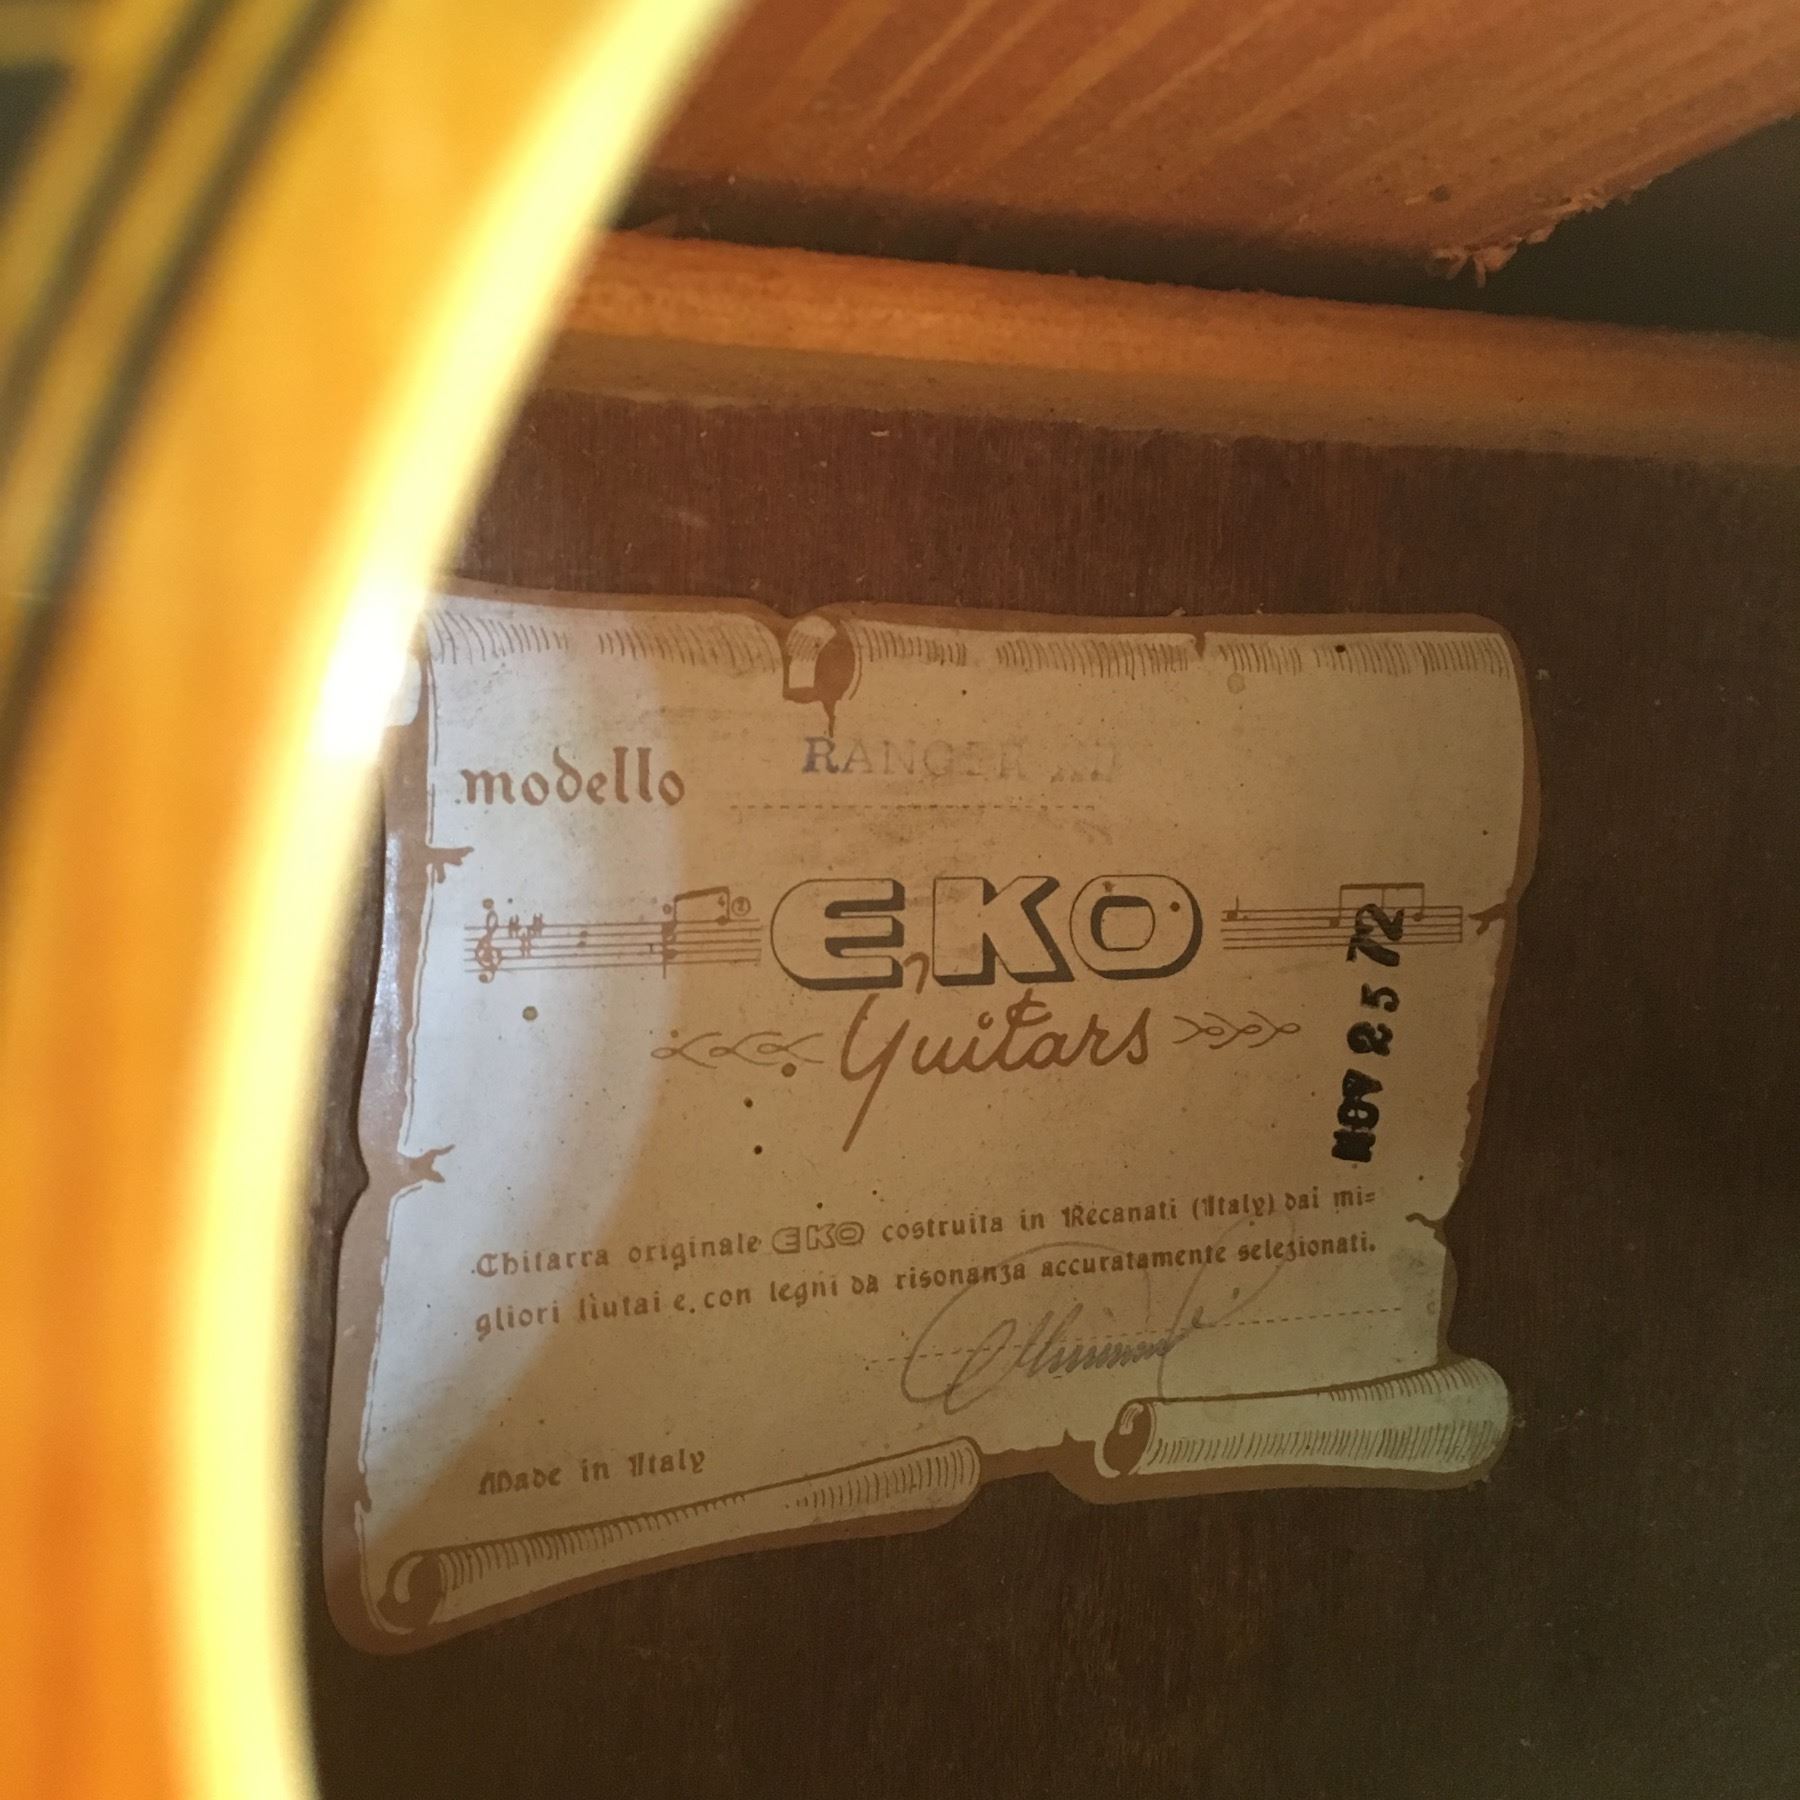 modello RANGER
EKO
Guitars
NOV 25 72
Chitarra originale EKO costruita in Recanati (Italy) dai mi=
gliori liutai e. con legni da risonanza accuratamente selezionati.
Made in Italy